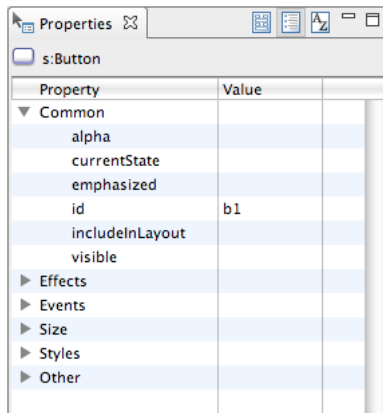 Properties
s:Button
Property Value
Common
alpha
currentState
emphasized
id b1
includeInLayout
visible
Effects
Events
Size
Styles
Other